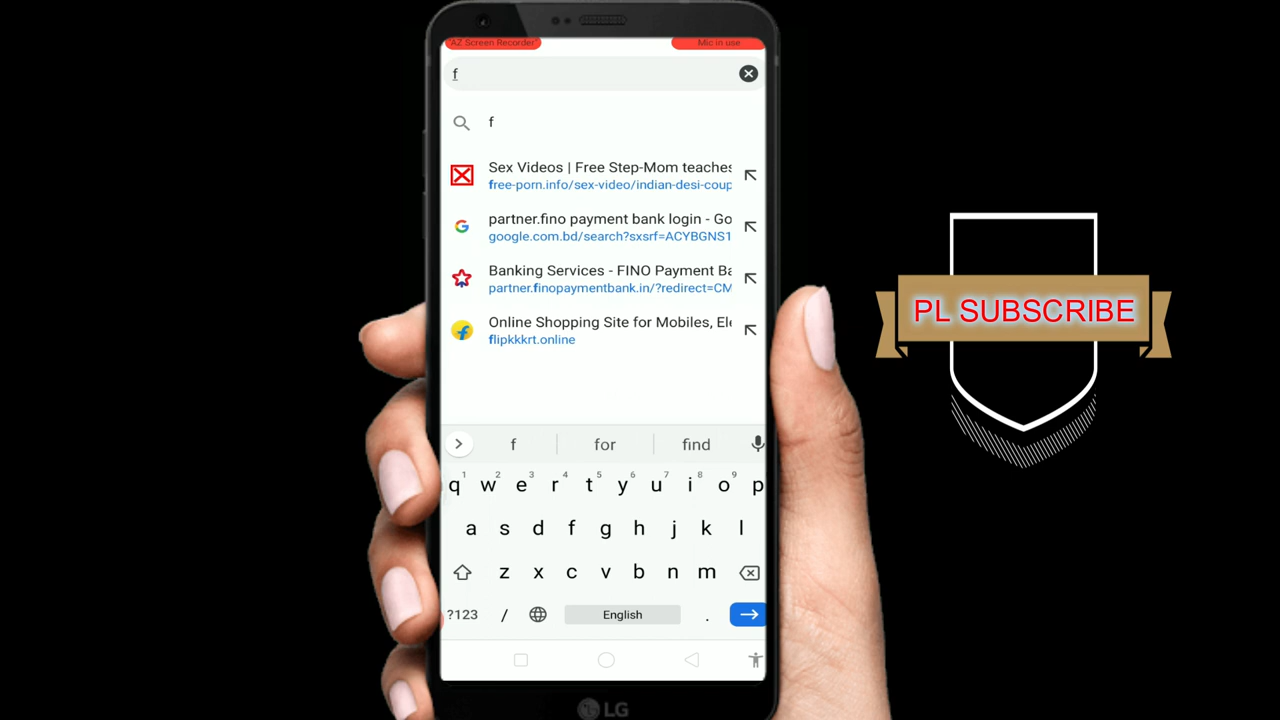 AZ Screen Recorder
Mic in use
f
f
Sex Videos | Free Step-Mom teaches
free-porn.info/sex-video/indian-desi-coup
partner.fino payment bank login - Go
google.com.bd/search?sxsrf=ACYBGNS1
Banking Services - FINO Payment Ba
partner.finopaymentbank.in/?redirect=CM
Online Shopping Site for Mobiles, Ele
flipkkkrt.online
PL SUBSCRIBE
f for find
1 2 3 4 5 6 7 8 9
q w e r t y u i o p
a s d f g h j k l
z x c v b n m
?123 / English .
LG